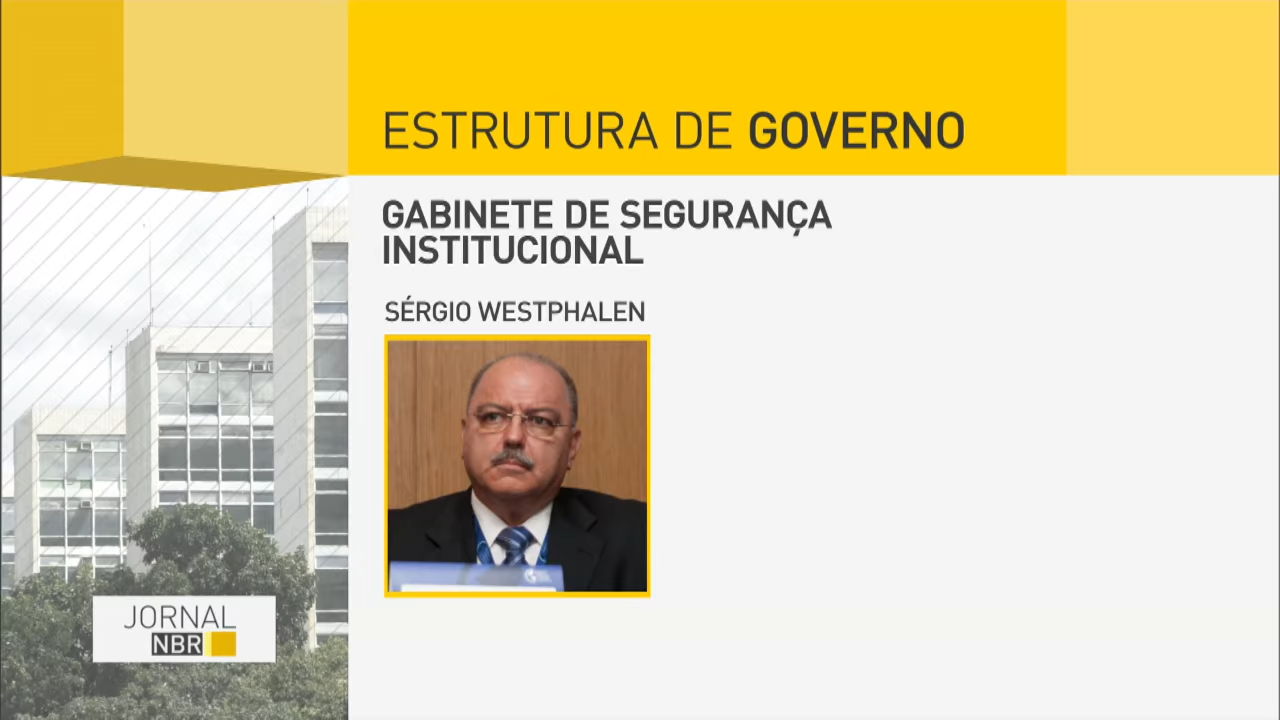 ESTRUTURA DE GOVERNO
GABINETE DE SEGURANÇA
INSTITUCIONAL
SÉRGIO WESTPHALEN
JORNAL
NBR